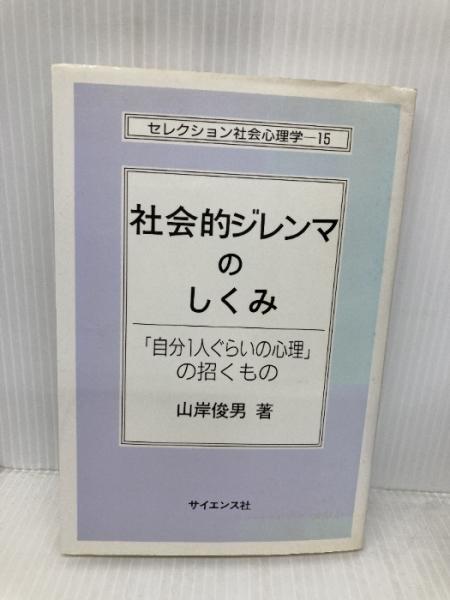 セレクション社会心理学―15
社会的ジレンマ
の
しくみ
「自分1人ぐらいの心理」
の招くもの
山岸俊男 著
サイエンス社